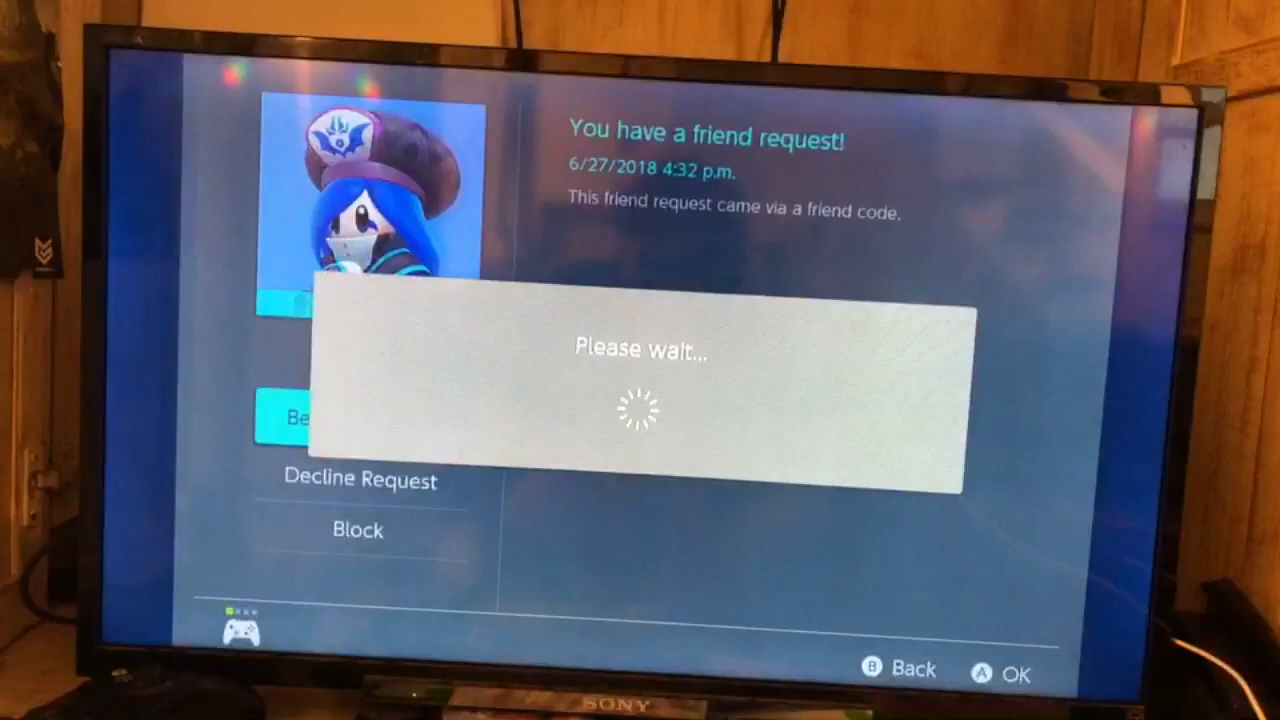 You have a friend request!
6/27/2018 4:32 p.m.
This friend request came via a friend code.
Please wait...
Be
Decline Request
Block
B Back A OK
SONY